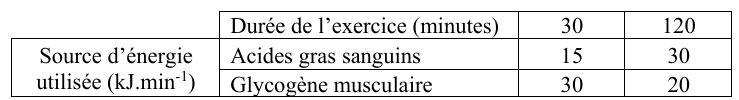 Durée de l’exercice (minutes) 30 120
Source d’énergie utilisée (kJ.min-1)
Acides gras sanguins 15 30
Glycogène musculaire 30 20